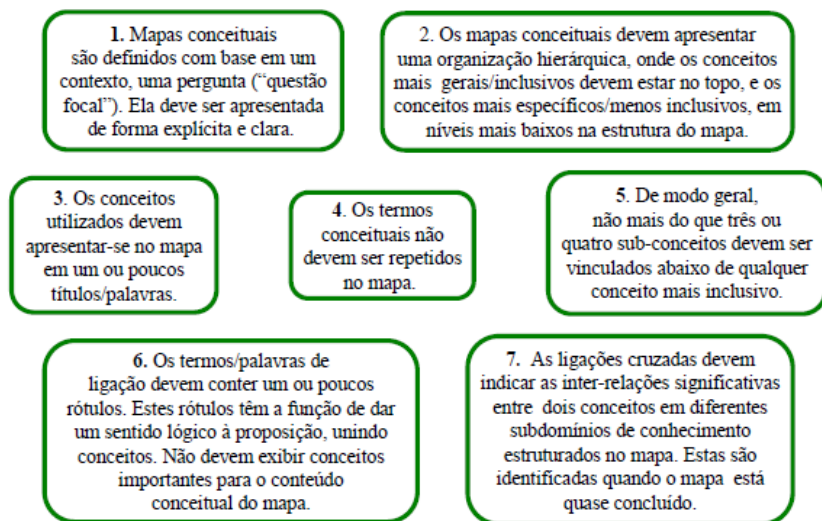 1. Mapas conceituais
são definidos com base em um
contexto, uma pergunta (“questão
focal”). Ela deve ser apresentada
de forma explícita e clara.
2. Os mapas conceituais devem apresentar
uma organização hierárquica, onde os conceitos
mais gerais/inclusivos devem estar no topo, e os
conceitos mais específicos/menos inclusivos, em
níveis mais baixos na estrutura do mapa.
3. Os conceitos
utilizados devem
apresentar-se no mapa
em um ou poucos
títulos/palavras.
4. Os termos
conceituais não
devem ser repetidos
no mapa.
5. De modo geral,
não mais do que três ou
quatro sub-conceitos devem ser
vinculados abaixo de qualquer
conceito mais inclusivo.
6. Os termos/palavras de
ligação devem conter um ou poucos
rótulos. Estes rótulos têm a função de dar
um sentido lógico à proposição, unindo
conceitos. Não devem exibir conceitos
importantes para o conteúdo
conceitual do mapa.
7. As ligações cruzadas devem
indicar as inter-relações significativas
entre dois conceitos em diferentes
subdomínios de conhecimento
estruturados no mapa. Estas são
identificadas quando o mapa está
quase concluído.